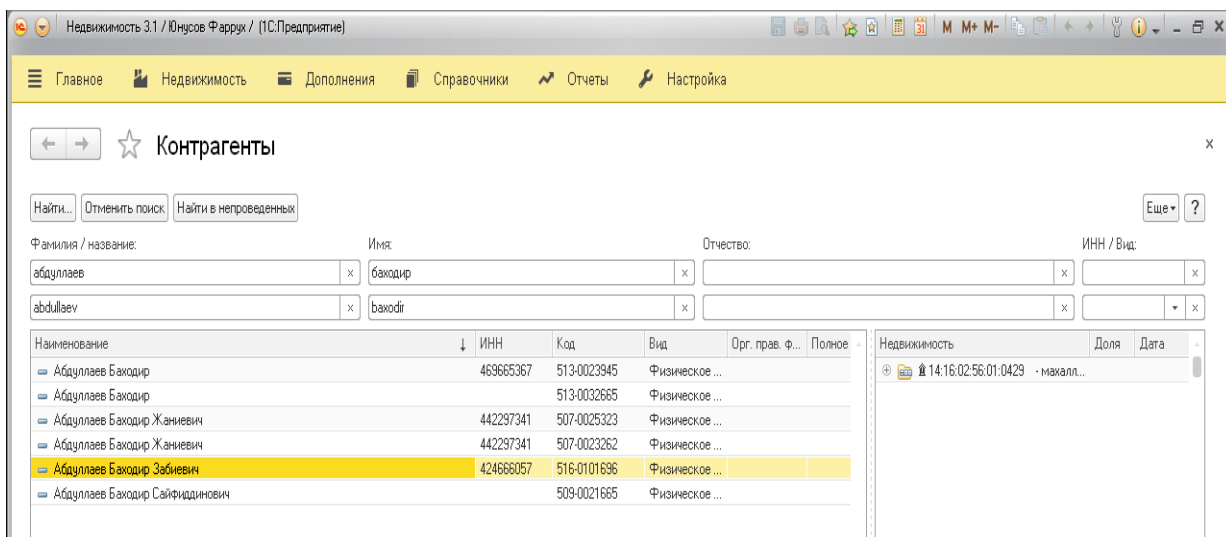 Недвижимость 3.1 / Юнусов Фаррух / (1С:Предприятие) M M+ M-
Главное Недвижимость Дополнения Справочники Отчеты Настройка
Контрагенты
Найти... Отменить поиск Найти в непроведенных Еще ?
Фамилия / название: Имя: Отчество: ИНН / Вид:
абдуллаев баходир
abdullaev baxodir
Наименование ИНН Код Вид Орг. прав. ф... Полное Недвижимость Доля Дата
Абдуллаев Баходир 469665367 513-0023945 Физическое ... 14:16:02:56:01:0429 - махалл...
Абдуллаев Баходир 513-0032665 Физическое ...
Абдуллаев Баходир Жаниевич 442297341 507-0025323 Физическое ...
Абдуллаев Баходир Жаниевич 442297341 507-0023262 Физическое ...
Абдуллаев Баходир Забиевич 424666057 516-0101696 Физическое ...
Абдуллаев Баходир Сайфиддинович 509-0021665 Физическое ...